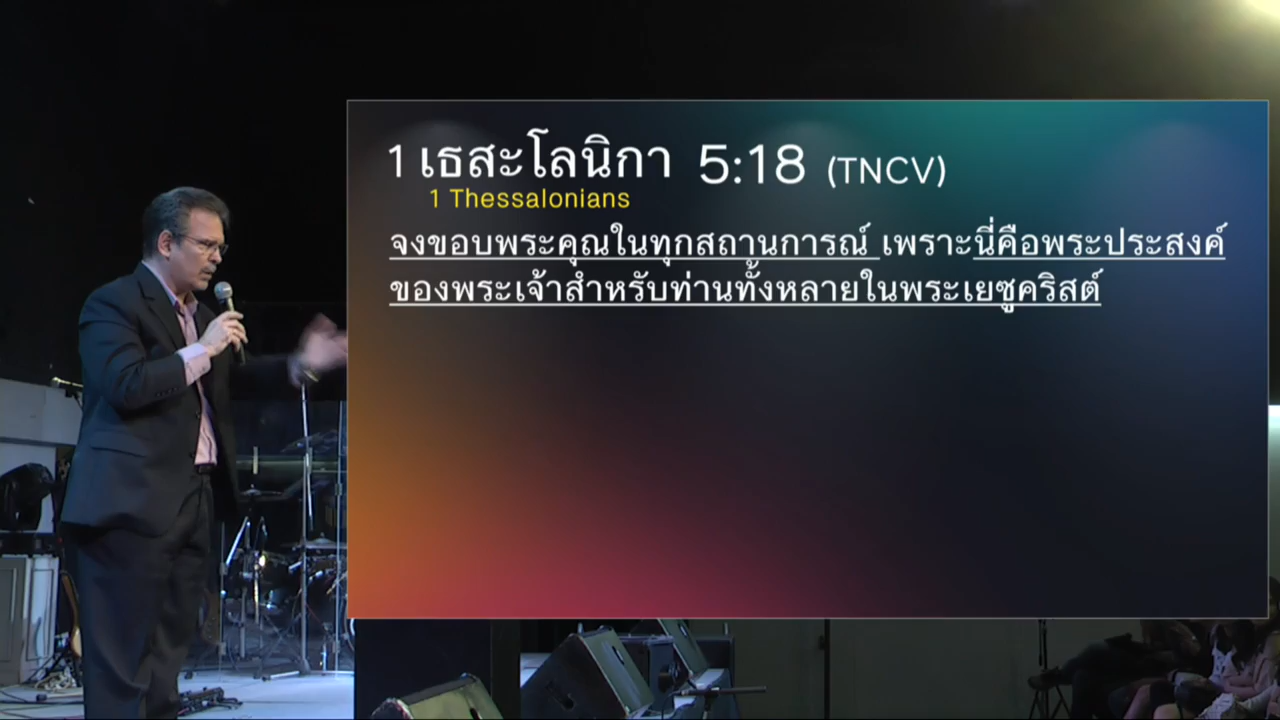 1 เธสะโลนิกา 5:18 (TNCV)
1 Thessalonians
จงขอบพระคุณในทุกสถานการณ์ เพราะนี่คือพระประสงค์
ของพระเจ้าสำหรับท่านทั้งหลายในพระเยซูคริสต์